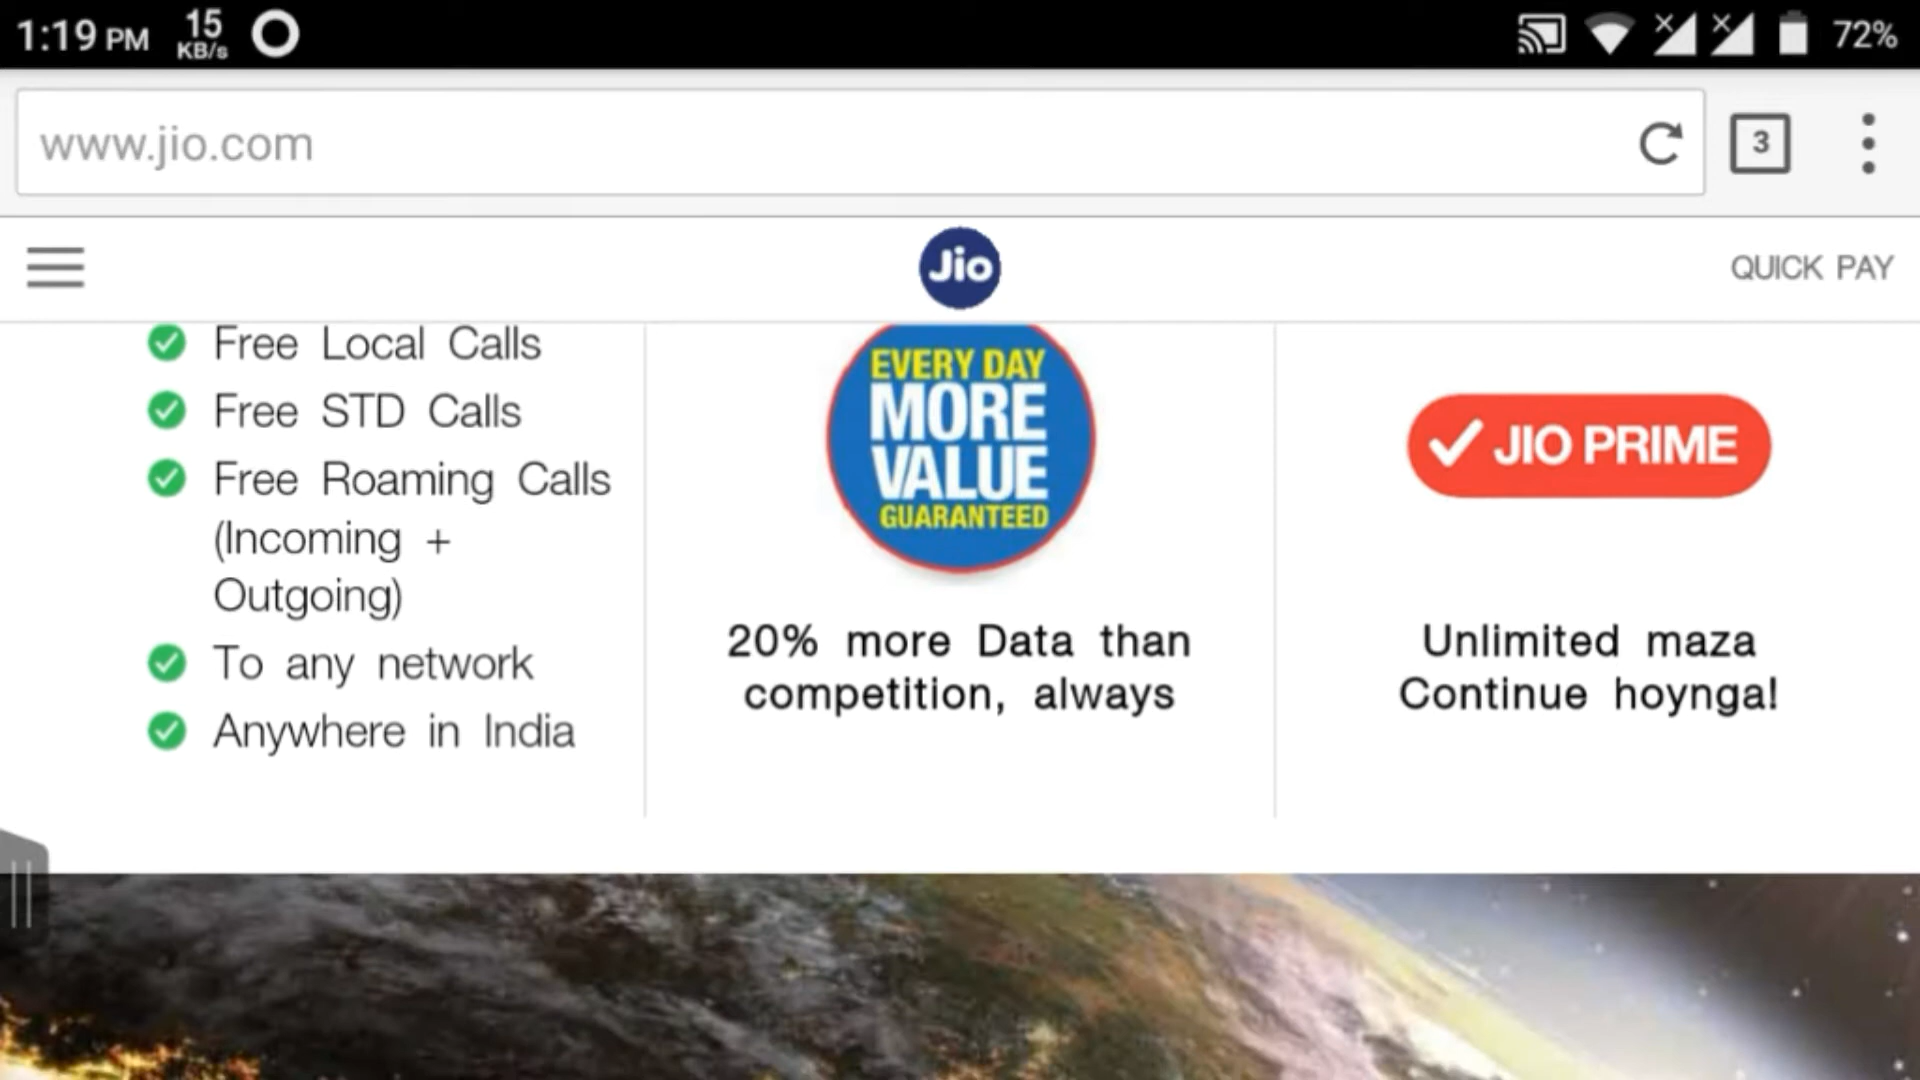 1:19 PM
15
KB/s
72%
www.jio.com
3
Jio
QUICK PAY
Free Local Calls
Free STD Calls
Free Roaming Calls
(Incoming +
Outgoing)
To any network
Anywhere in India
EVERY DAY
MORE
VALUE
GUARANTEED
20% more Data than
competition, always
JIO PRIME
Unlimited maza
Continue hoynga!